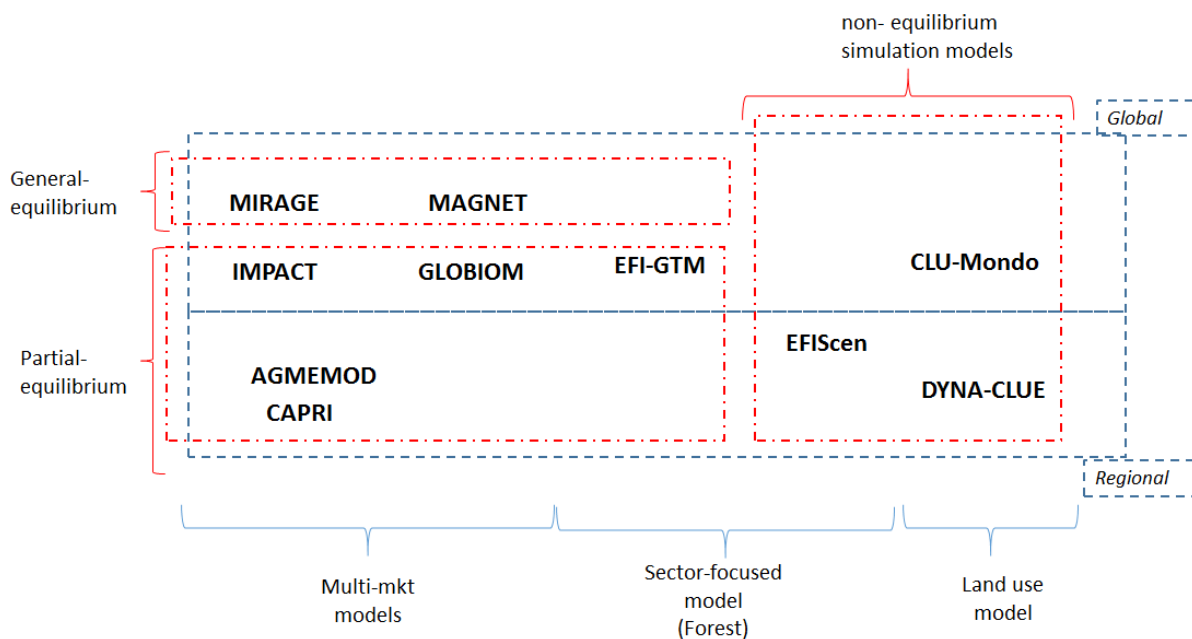 non- equilibrium
simulation models
Global
General-
equilibrium
MIRAGE
MAGNET
IMPACT
GLOBIOM
EFI-GTM
CLU-Mondo
Partial-
equilibrium
EFIScen
AGMEMOD
DYNA-CLUE
CAPRI
Regional
Multi-mkt
models
Sector-focused
model
(Forest)
Land use
model